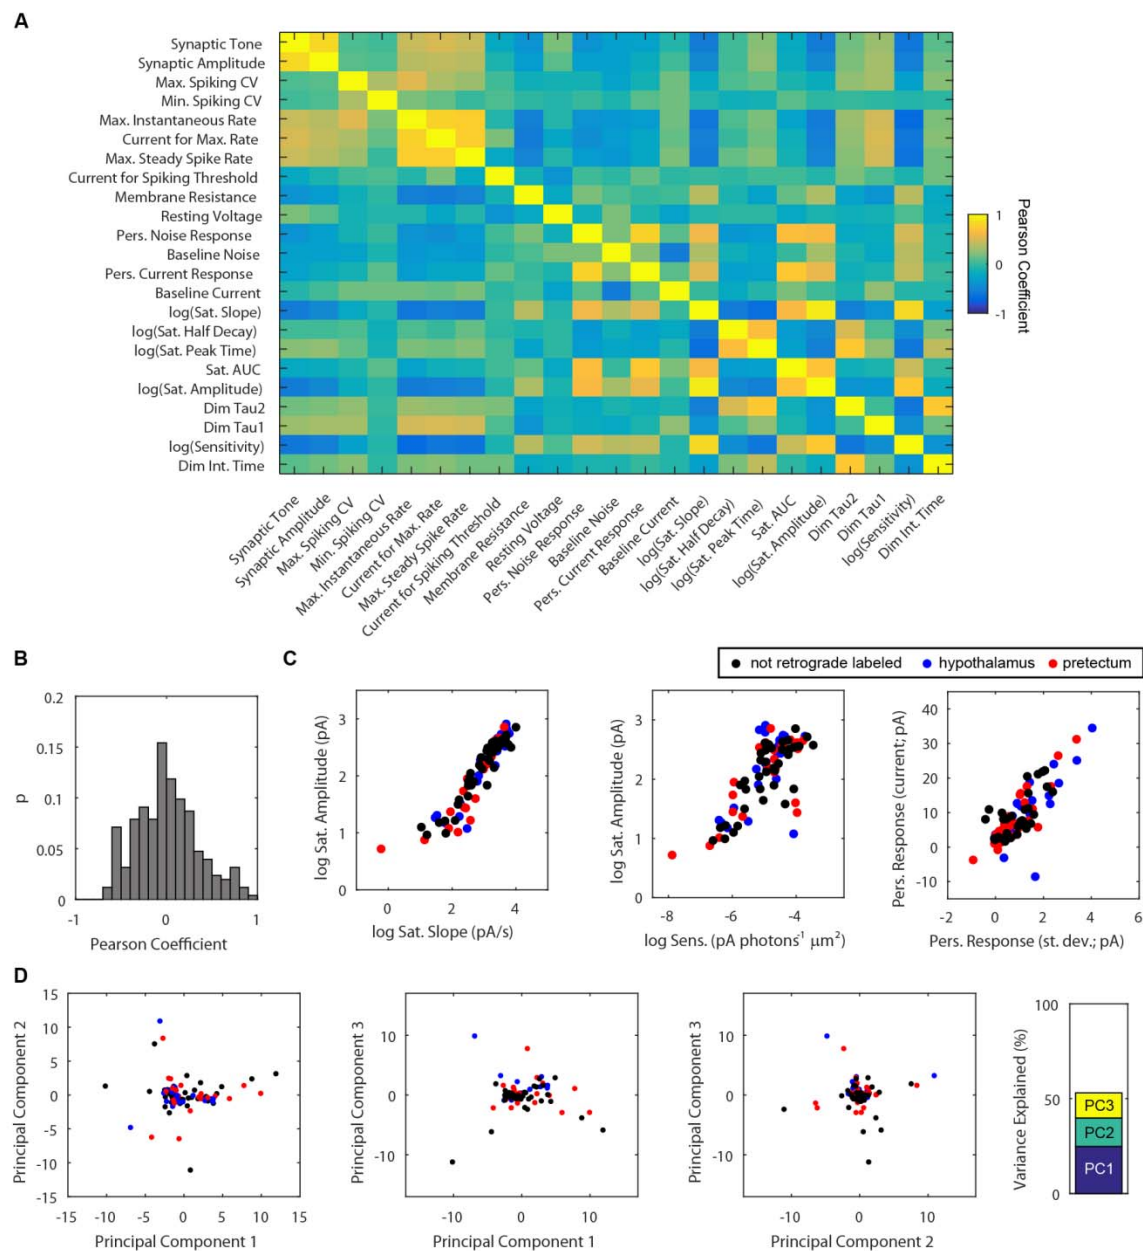 A
Synaptic Tone
Synaptic Amplitude
Max. Spiking CV
Min. Spiking CV
Max. Instantaneous Rate
Current for Max. Rate
Max. Steady Spike Rate
Current for Spiking Threshold
Membrane Resistance
Resting Voltage
Pers. Noise Response
Baseline Noise
Pers. Current Response
Baseline Current
log(Sat. Slope)
log(Sat. Half Decay)
log(Sat. Peak Time)
Sat. AUC
log(Sat. Amplitude)
Dim Tau2
Dim Tau1
log(Sensitivity)
Dim Int. Time
Synaptic Tone
Synaptic Amplitude
Max. Spiking CV
Min. Spiking CV
Max. Instantaneous Rate
Current for Max. Rate
Max. Steady Spike Rate
Current for Spiking Threshold
Membrane Resistance
Resting Voltage
Pers. Noise Response
Baseline Noise
Pers. Current Response
Baseline Current
log(Sat. Slope)
log(Sat. Half Decay)
log(Sat. Peak Time)
Sat. AUC
log(Sat. Amplitude)
Dim Tau2
Dim Tau1
log(Sensitivity)
Dim Int. Time
1
0
-1
Pearson Coefficient
B
0.2
0.15
0.1
0.05
0
p
-1 0 1
Pearson Coefficient
C
not retrograde labeled hypothalamus pretectum
3
2
1
0
log Sat. Amplitude (pA)
0 2 4
log Sat. Slope (pA/s)
3
2
1
0
log Sat. Amplitude (pA)
-8 -6 -4
log Sens. (pA photons⁻¹ μm²)
40
30
20
10
0
-10
Pers. Response (current; pA)
-2 0 2 4 6
Pers. Response (st. dev.; pA)
D
15
10
5
0
-5
-10
-15
Principal Component 2
-15 -10 -5 0 5 10 15
Principal Component 1
10
0
-10
Principal Component 3
-10 0 10
Principal Component 1
10
0
-10
Principal Component 3
-10 0 10
Principal Component 2
100
50
0
Variance Explained (%)
PC3
PC2
PC1